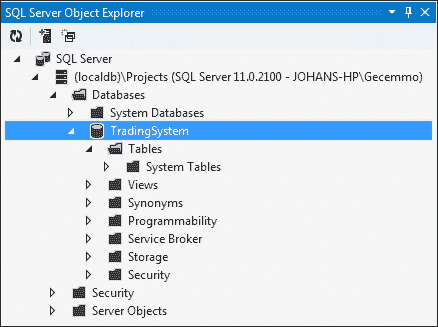 SQL Server Object Explorer
SQL Server
(localdb)\Projects (SQL Server 11.0.2100 - JOHANS-HP\Gecemmo)
Databases
System Databases
TradingSystem
Tables
System Tables
Views
Synonyms
Programmability
Service Broker
Storage
Security
Security
Server Objects